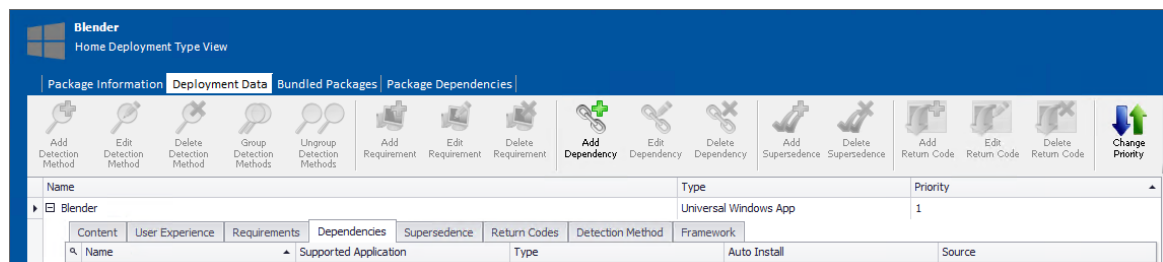 Blender
Home Deployment Type View
Package Information Deployment Data Bundled Packages Package Dependencies
Add Detection Method Edit Detection Method Delete Detection Method Group Detection Methods Ungroup Detection Methods Add Requirement Edit Requirement Delete Requirement Add Dependency Edit Dependency Delete Dependency Add Supersedence Delete Supersedence Add Return Code Edit Return Code Delete Return Code Change Priority
Name Type Priority
Blender Universal Windows App 1
Content User Experience Requirements Dependencies Supersedence Return Codes Detection Method Framework
Name Supported Application Type Auto Install Source